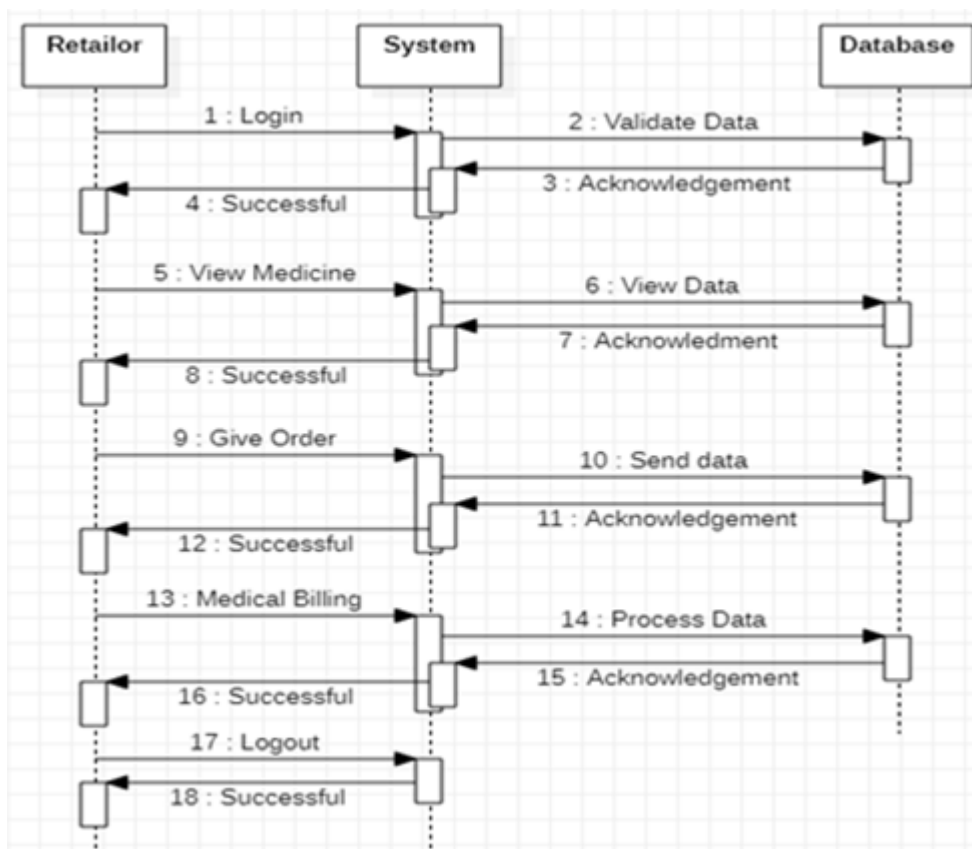 Retailor
System
Database
1 : Login
2 : Validate Data
3 : Acknowledgement
4 : Successful
5 : View Medicine
6 : View Data
7 : Acknowledment
8 : Successful
9 : Give Order
10 : Send data
11 : Acknowledgement
12 : Successful
13 : Medical Billing
14 : Process Data
15 : Acknowledgement
16 : Successful
17 : Logout
18 : Successful